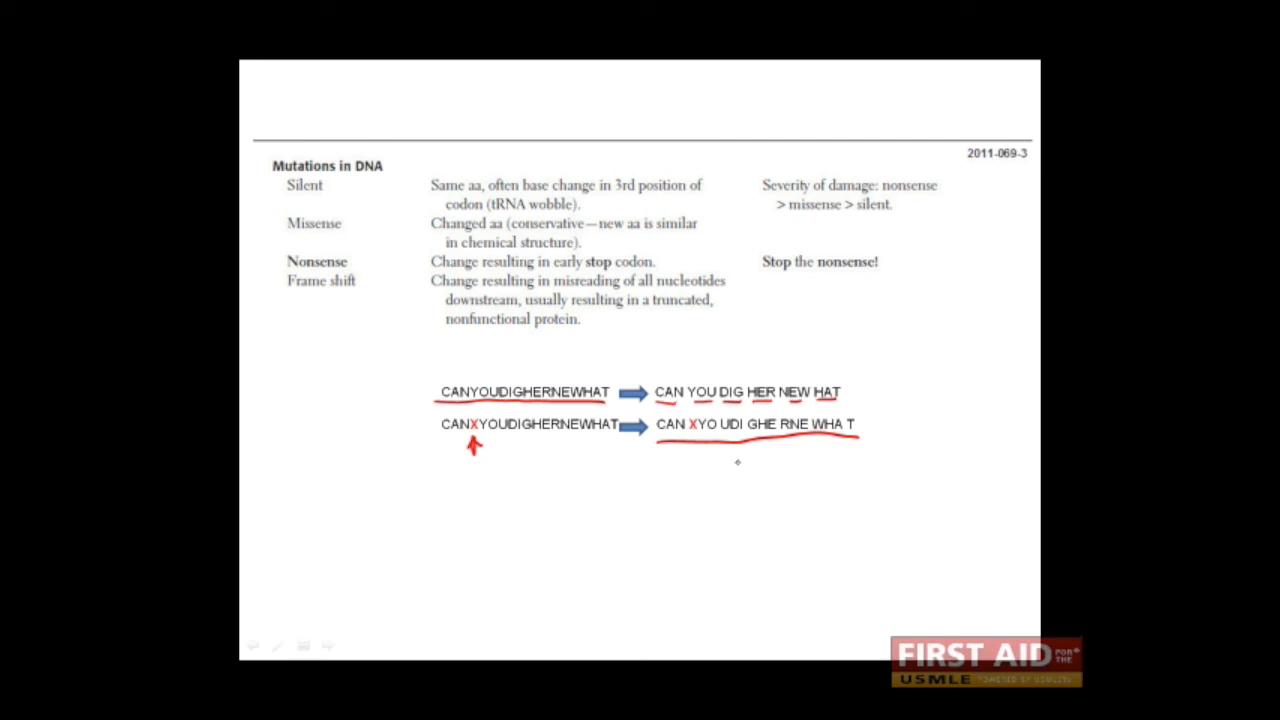 2011-069-3
Mutations in DNA
Silent Same aa, often base change in 3rd position of Severity of damage: nonsense
codon (tRNA wobble). > missense > silent.
Missense Changed aa (conservative—new aa is similar
in chemical structure).
Nonsense Change resulting in early stop codon. Stop the nonsense!
Frame shift Change resulting in misreading of all nucleotides
downstream, usually resulting in a truncated,
nonfunctional protein.
CANYOUDIGHERNEWHAT CAN YOU DIG HER NEW HAT
CANXYOUDIGHERNEWHAT CAN XYO UDI GHE RNE WHA T
FIRST AID FOR THE
USMLE POWERED BY USMLERX